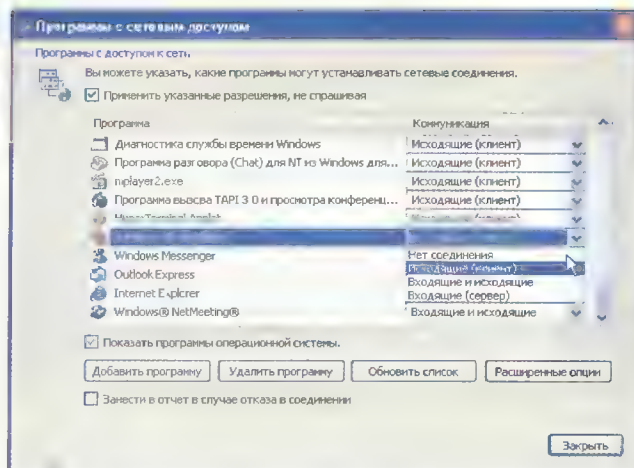 Программы с сетевым доступом
Программы с доступом к сети.
Вы можете указать, какие программы могут устанавливать сетевые соединения.
Применить указанные разрешения, не спрашивая
Программа Коммуникация
Диагностика службы времени Windows Исходящие (клиент)
Программа разговора (Chat) для NT из Windows для... Исходящие (клиент)
mplayer2.exe Исходящие (клиент)
Программа вызова TAPI 3.0 и просмотра конференц... Исходящие (клиент)
HyperTerminal Applet
Windows Messenger Нет соединения
Исходящие (клиент)
Outlook Express Входящие и исходящие
Internet Explorer Входящие (сервер)
Windows® NetMeeting® Входящие и исходящие
Показать программы операционной системы.
Добавить программу Удалить программу Обновить список Расширенные опции
Занести в отчет в случае отказа в соединении
Закрыть